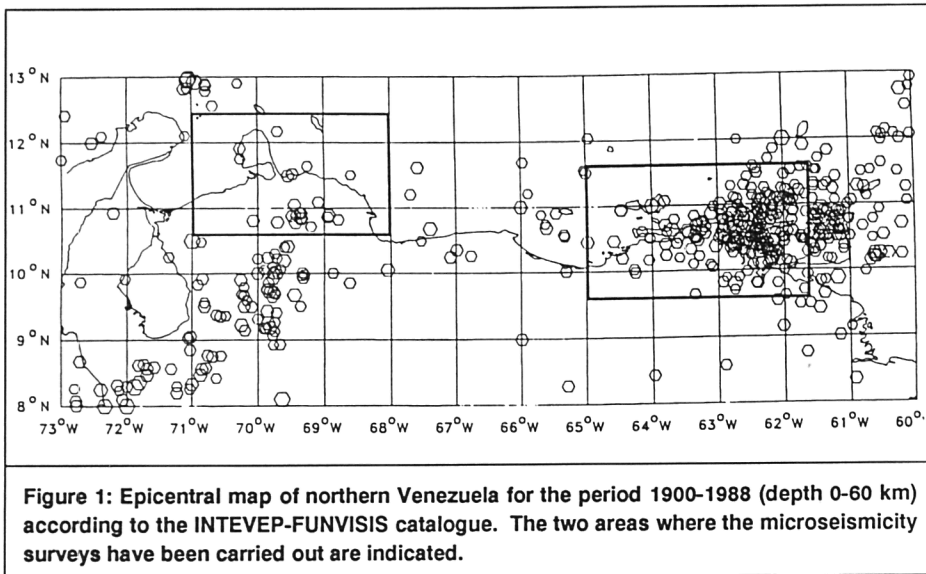 13°N
12°N
11°N
10°N
9°N
8°N
73°W 72°W 71°W 70°W 69°W 68°W 67°W 66°W 65°W 64°W 63°W 62°W 61°W 60°
Figure 1: Epicentral map of northern Venezuela for the period 1900-1988 (depth 0-60 km)
according to the INTEVEP-FUNVISIS catalogue. The two areas where the microseismicity
surveys have been carried out are indicated.